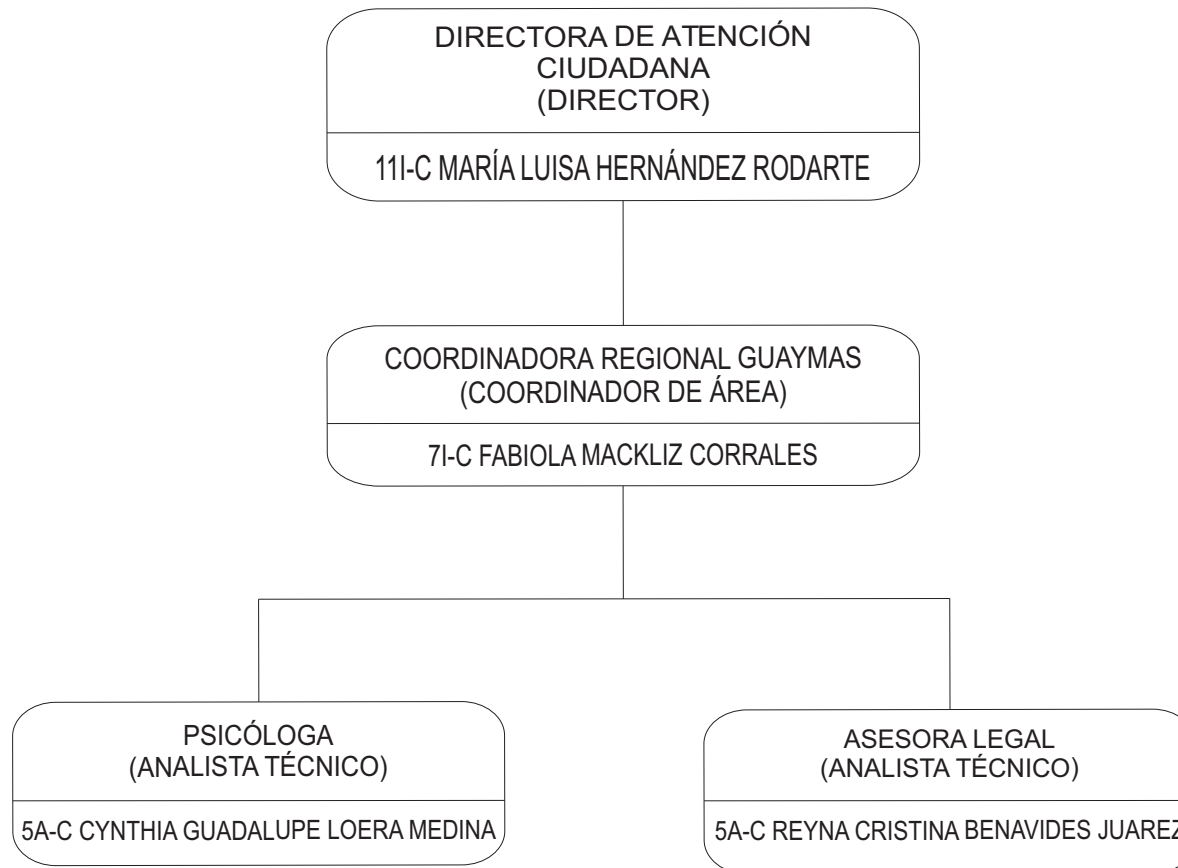 DIRECTORA DE ATENCIÓN
CIUDADANA
(DIRECTOR)
11I-C MARÍA LUISA HERNÁNDEZ RODARTE
COORDINADORA REGIONAL GUAYMAS
(COORDINADOR DE ÁREA)
7I-C FABIOLA MACKLIZ CORRALES
PSICÓLOGA
(ANALISTA TÉCNICO)
5A-C CYNTHIA GUADALUPE LOERA MEDINA
ASESORA LEGAL
(ANALISTA TÉCNICO)
5A-C REYNA CRISTINA BENAVIDES JUAREZ